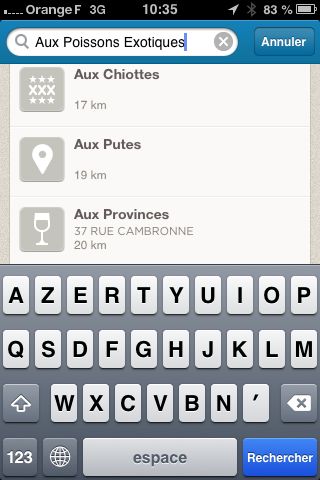 Orange F 3G 10:35 83 %
Aux Poissons Exotiques Annuler
XXX
Aux Chiottes
17 km
Aux Putes
19 km
Aux Provinces
37 RUE CAMBRONNE
20 km
A Z E R T Y U I O P
Q S D F G H J K L M
W X C V B N ’
123 espace Rechercher